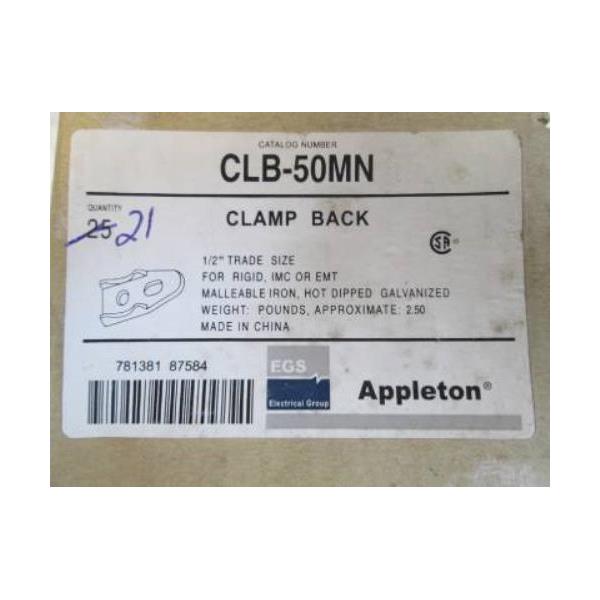 CATALOG NUMBER
CLB-50MN
QUANTITY
25 21
CLAMP BACK
SA ®
1/2" TRADE SIZE
FOR RIGID, IMC OR EMT
MALLEABLE IRON, HOT DIPPED GALVANIZED
WEIGHT: POUNDS, APPROXIMATE: 2.50
MADE IN CHINA
781381 87584
EGS
Electrical Group
Appleton®